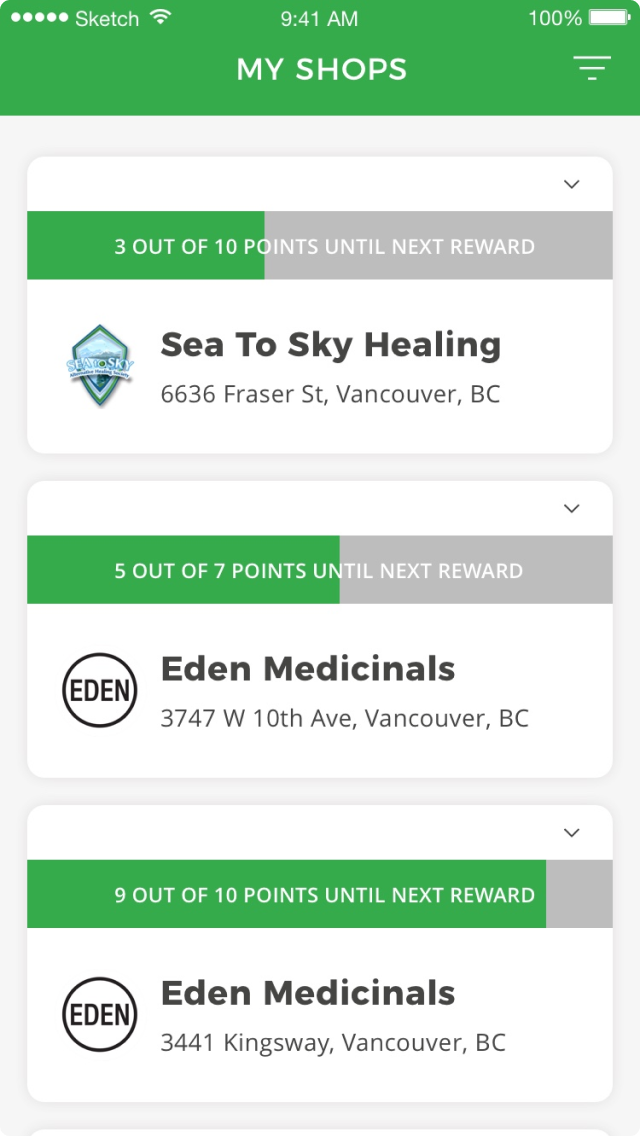 Sketch 9:41 AM 100%
MY SHOPS
3 OUT OF 10 POINTS UNTIL NEXT REWARD
SEA TO SKY
Alternative Healing Society
Sea To Sky Healing
6636 Fraser St, Vancouver, BC
5 OUT OF 7 POINTS UNTIL NEXT REWARD
EDEN
Eden Medicinals
3747 W 10th Ave, Vancouver, BC
9 OUT OF 10 POINTS UNTIL NEXT REWARD
EDEN
Eden Medicinals
3441 Kingsway, Vancouver, BC